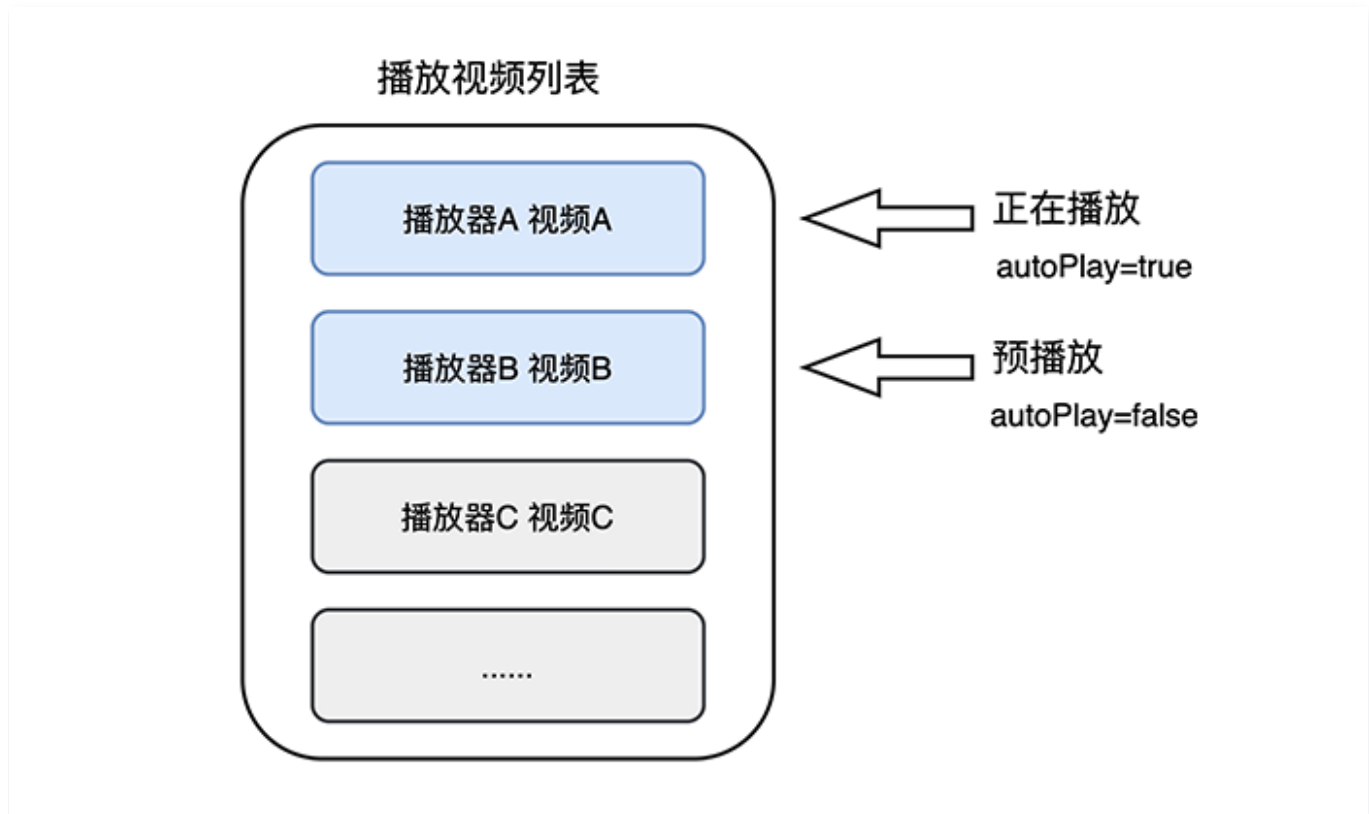 播放视频列表
播放器A 视频A
正在播放
autoPlay=true
播放器B 视频B
预播放
autoPlay=false
播放器C 视频C
......